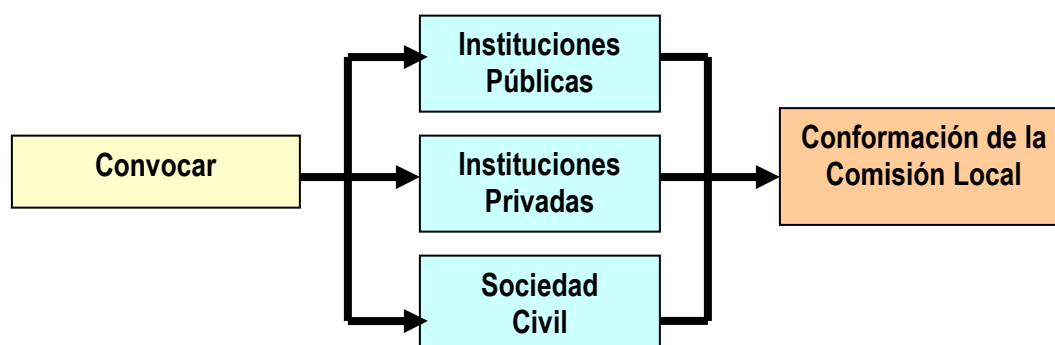 Convocar
Instituciones
Públicas
Instituciones
Privadas
Sociedad
Civil
Conformación de la
Comisión Local